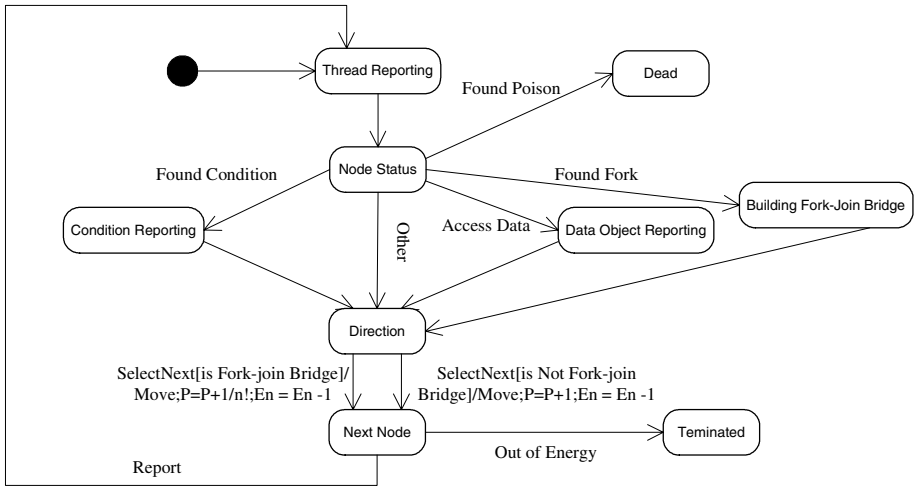 Thread Reporting
Dead
Found Poison
Node Status
Found Condition
Found Fork
Building Fork-Join Bridge
Condition Reporting
Other
Access Data
Data Object Reporting
Direction
SelectNext[is Fork-join Bridge]/
Move;P=P+1/n!;En = En -1
SelectNext[is Not Fork-join
Bridge]/Move;P=P+1;En = En -1
Next Node
Teminated
Out of Energy
Report